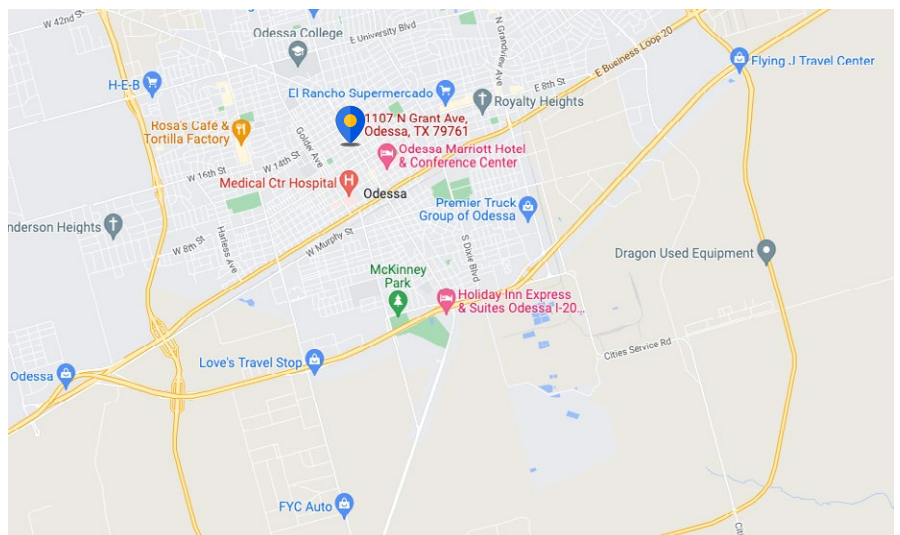 W 42nd St
Odessa College
E University Blvd
N Grandview Ave
E Business Loop 20
Flying J Travel Center
H-E-B
El Rancho Supermercado
E 8th St
Royalty Heights
1107 N Grant Ave,
Odessa, TX 79761
Rosa's Cafe &
Tortilla Factory
Golder Ave
W 14th St
W 16th St
Odessa Marriott Hotel
& Conference Center
Medical Ctr Hospital
Odessa
Premier Truck
Group of Odessa
nderson Heights
W 8th St
Harless Ave
W Murphy St
S Dixie Blvd
Dragon Used Equipment
McKinney
Park
Holiday Inn Express
& Suites Odessa I-20...
Cities Service Rd
Love's Travel Stop
Odessa
FYC Auto
Cit